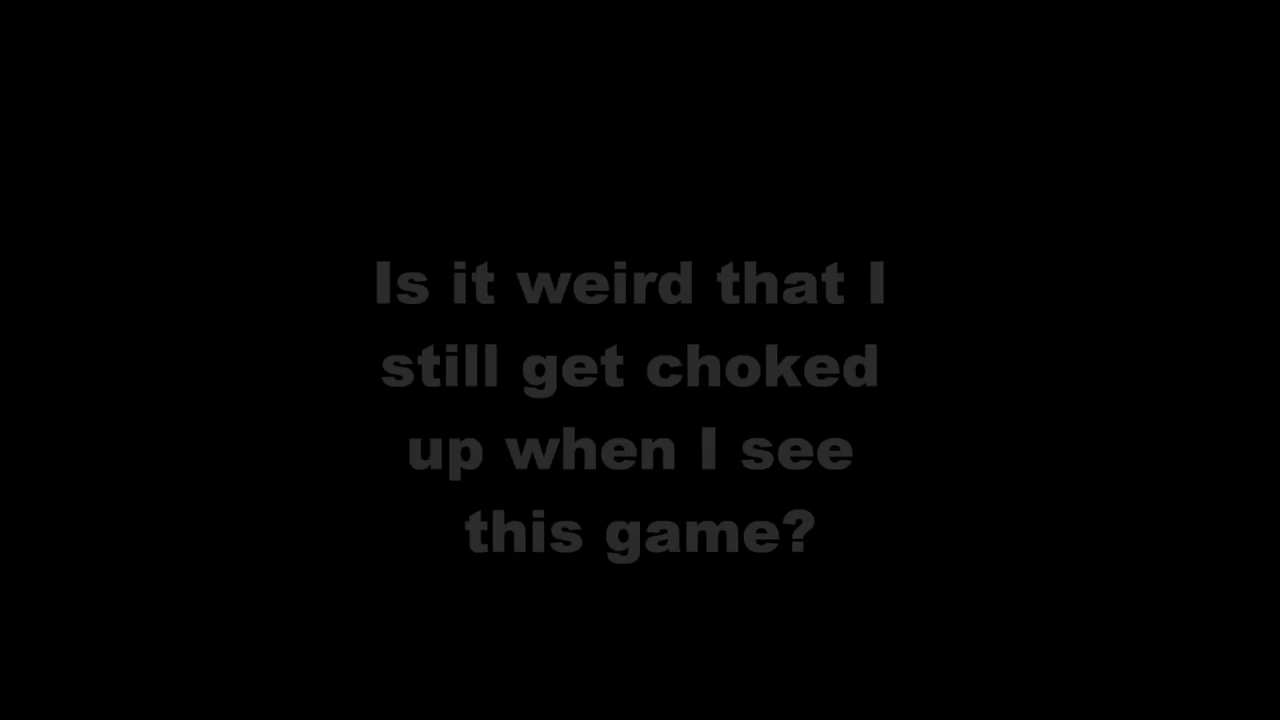 Is it weird that I
still get choked
up when I see
this game?